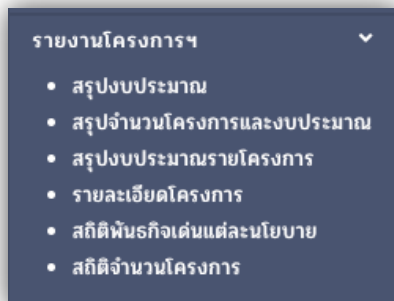 รายงานโครงการฯ
สรุปงบประมาณ
สรุปจำนวนโครงการและงบประมาณ
สรุปงบประมาณรายโครงการ
รายละเอียดโครงการ
สถิติพันธกิจเด่นแต่ละนโยบาย
สถิติจำนวนโครงการ